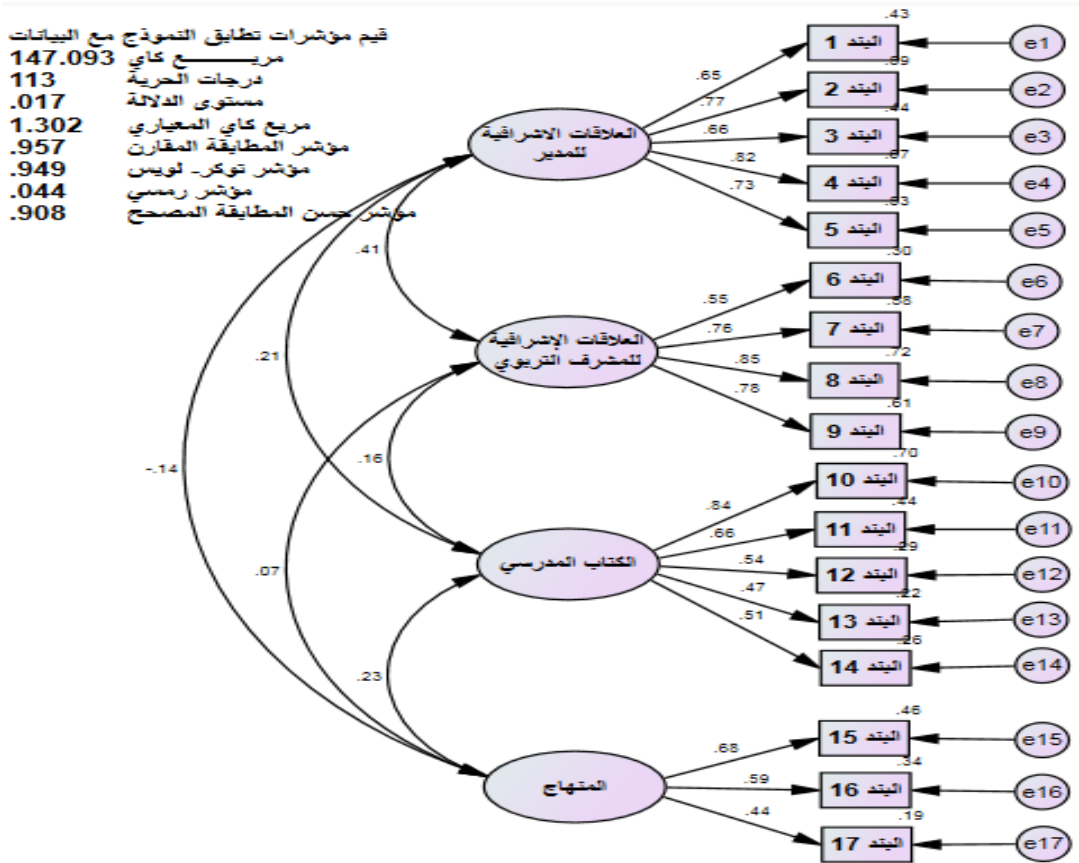 قيم مؤشرات تطابق النموذج مع البيانات
مربـــــــع كاي 147.093
درجات الحرية 113
مستوى الدلالة .017
مربع كاي المعياري 1.302
مؤشر المطابقة المقارن .957
مؤشر توكر- لويس .949
مؤشر رمسي .044
مؤشر حسن المطابقة المصحح .908
العلاقات الاشرافية
للمدير
العلاقات الإشرافية
للمشرف التربوي
الكتاب المدرسي
المنهاج
.41
.21
.16
-.14
.07
.23
.43
.65 البند 1 e1
.77 البند 2 e2
.44
.66 البند 3 e3
.67
.82 البند 4 e4
.73 البند 5 e5
.30
.55 البند 6 e6
.76 البند 7 e7
.72
.85 البند 8 e8
.61
.78 البند 9 e9
.70
.84 البند 10 e10
.44
.66 البند 11 e11
.29
.54 البند 12 e12
.22
.47 البند 13 e13
.26
.51 البند 14 e14
.46
.68 البند 15 e15
.34
.59 البند 16 e16
.19
.44 البند 17 e17